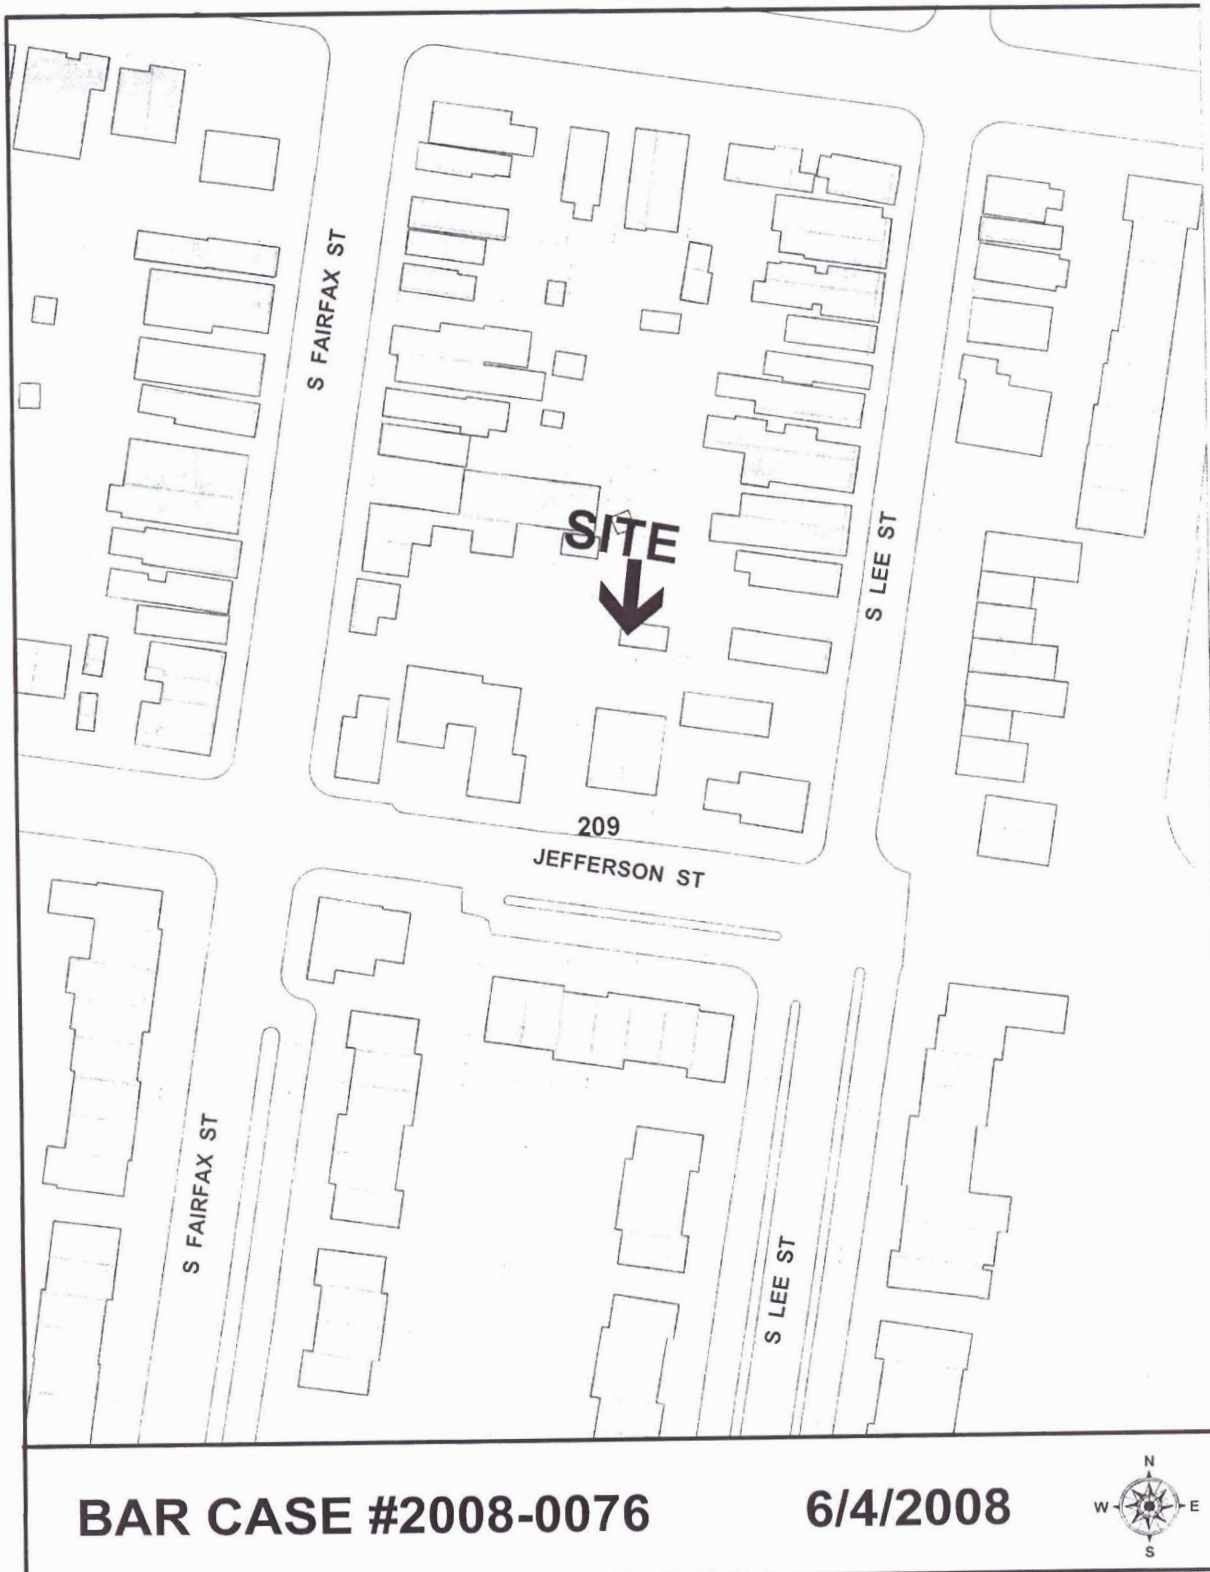 S FAIRFAX ST
SITE
S LEE ST
209
JEFFERSON ST
S FAIRFAX ST
S LEE ST
BAR CASE #2008-0076
6/4/2008
N
W E
S